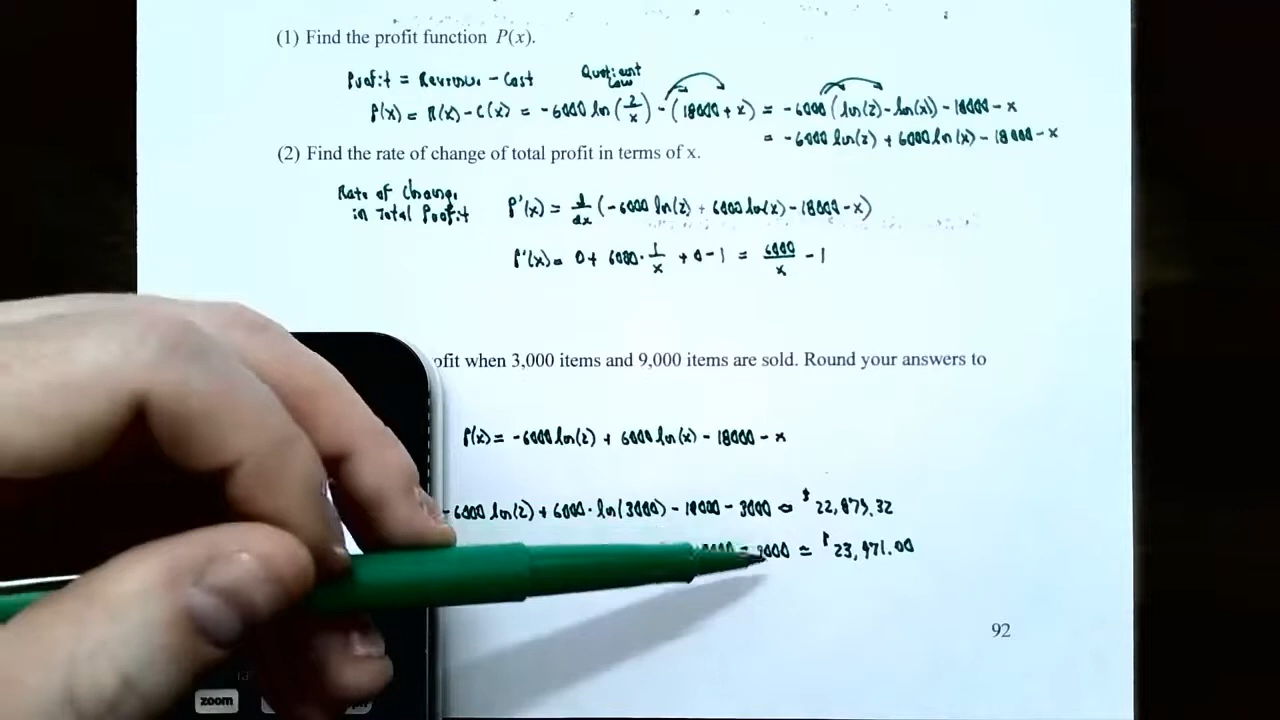 (1) Find the profit function P(x).
Profit = Revenue - Cost
Quotient Law
P(x) = R(x) - C(x) = -6000 ln(2/x) - (18000 + x) = -6000 (ln(2) - ln(x)) - 18000 - x
= -6000 ln(2) + 6000 ln(x) - 18000 - x
(2) Find the rate of change of total profit in terms of x.
Rate of Change
in Total Profit
P'(x) = d/dx (-6000 ln(2) + 6000 ln(x) - 18000 - x)
P'(x) = 0 + 6000 · 1/x + 0 - 1 = 6000/x - 1
ofit when 3,000 items and 9,000 items are sold. Round your answers to
P(x) = -6000 ln(2) + 6000 ln(x) - 18000 - x
-6000 ln(2) + 6000 · ln(3000) - 18000 - 3000 ≈ $22,879.32
9000 ≈ $23,471.00
92
zoom